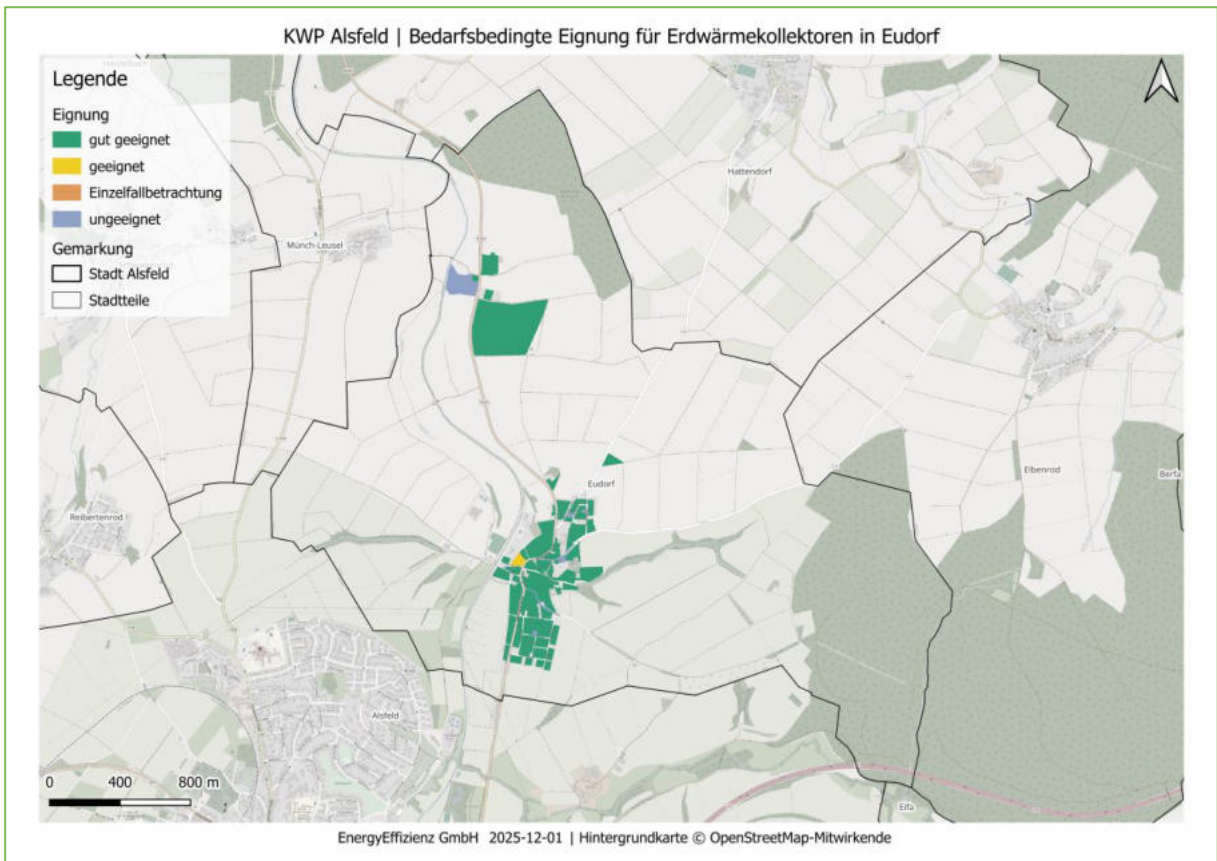 KWP Alsfeld | Bedarfsbedingte Eignung für Erdwärmekollektoren in Eudorf
Legende
Eignung
gut geeignet
geeignet
Einzelfallbetrachtung
ungeeignet
Gemarkung
Stadt Alsfeld
Stadtteile
Hattendorf
Münch-Leusel
Eudorf
Elbenrod
Berfa
Reibertenrod
Alsfeld
Eifa
0 400 800 m
EnergyEffizienz GmbH 2025-12-01 | Hintergrundkarte © OpenStreetMap-Mitwirkende